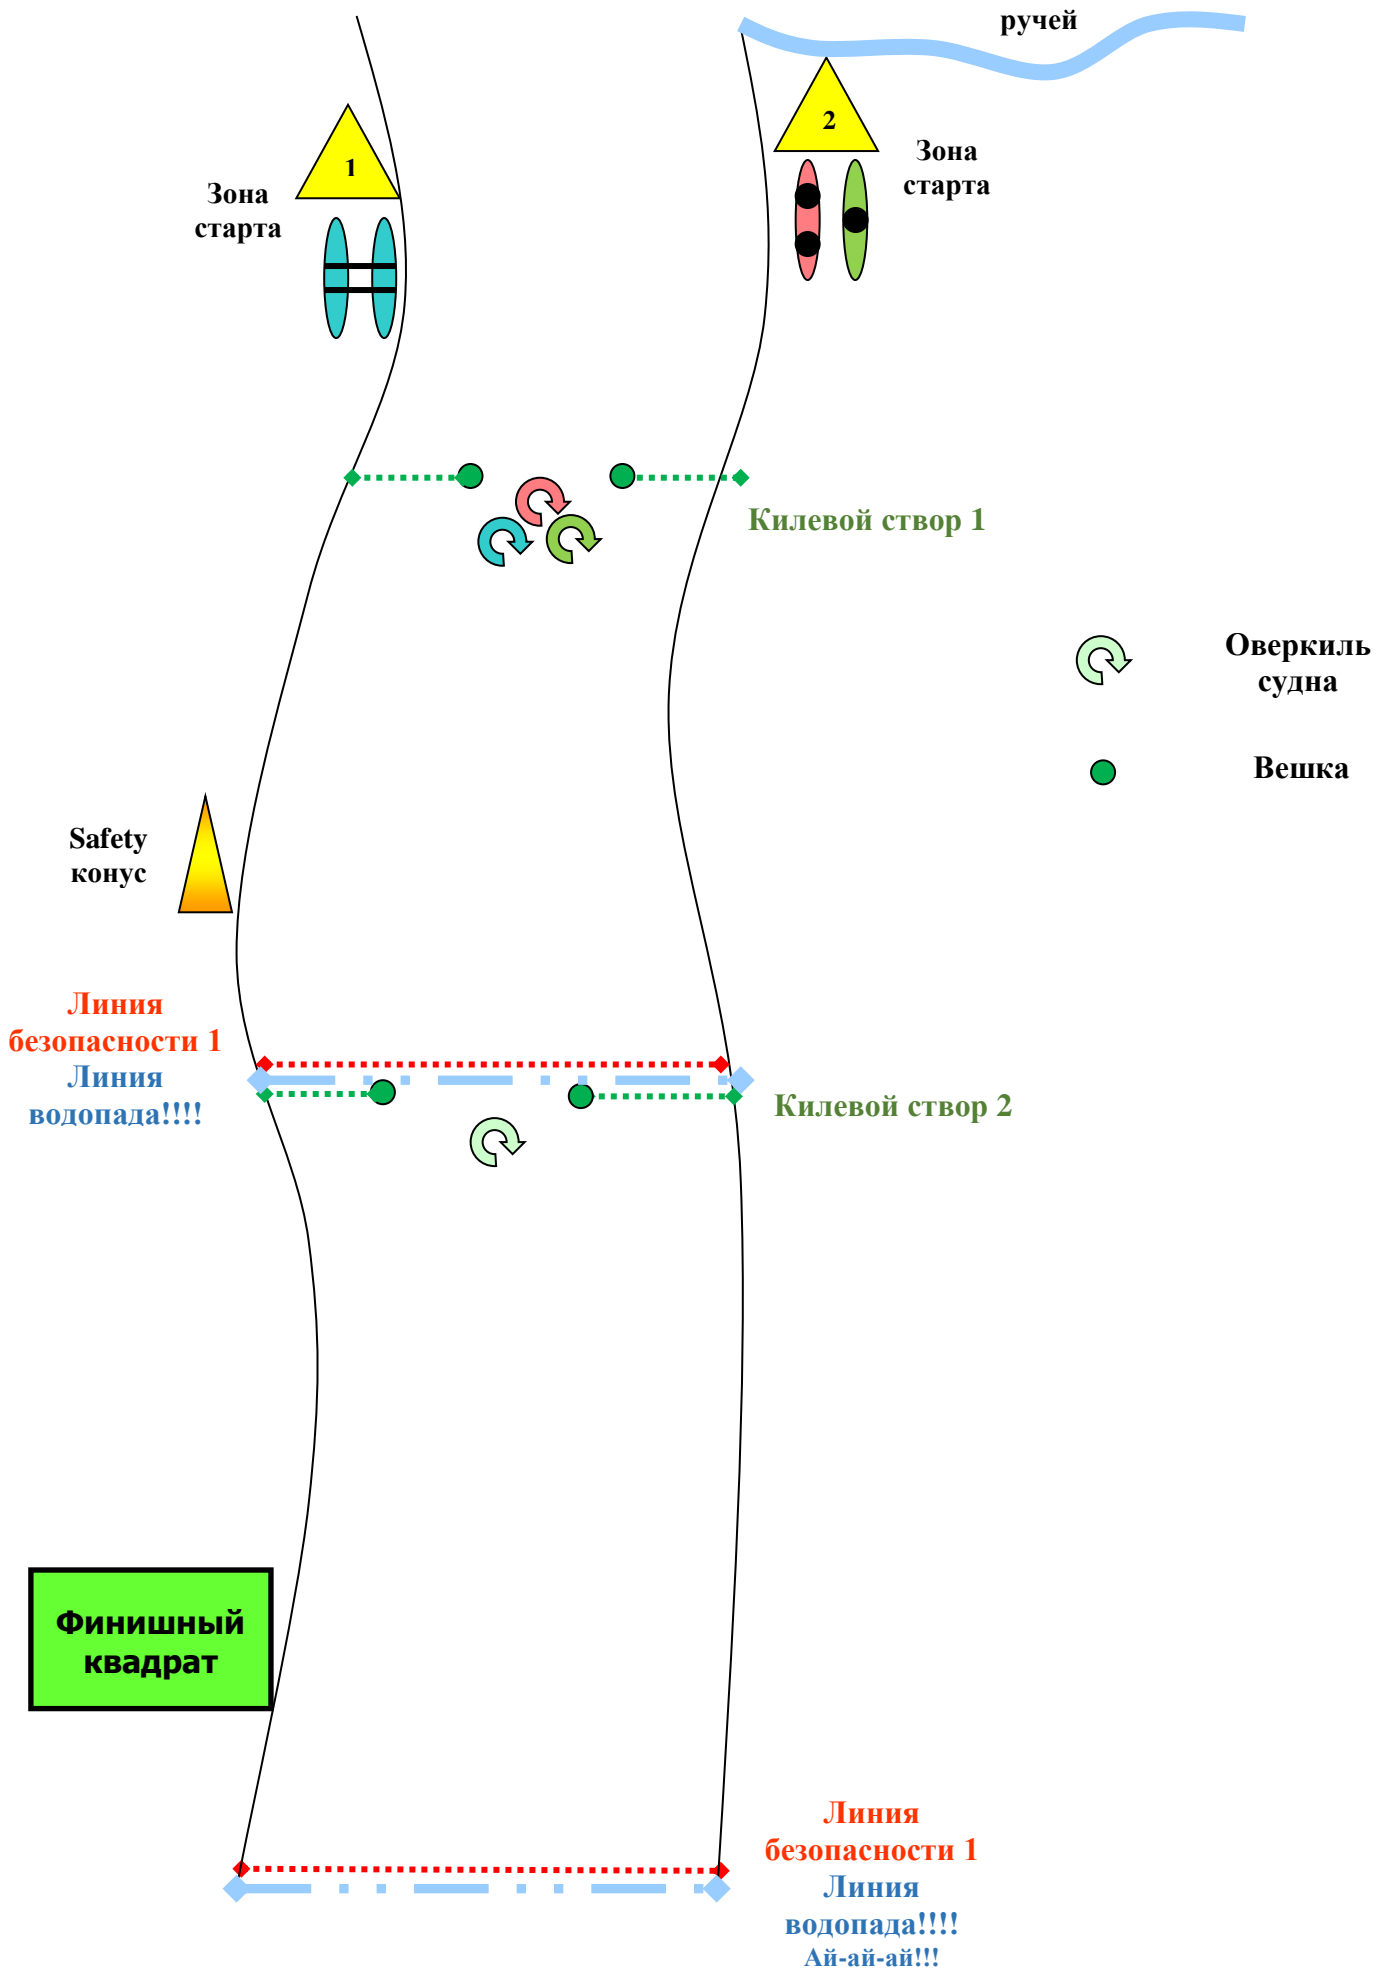 ручей
2
Зона
старта
1
Зона
старта
Килевой створ 1
Оверкиль
судна
Вешка
Safety
конус
Линия
безопасности 1
Линия
водопада!!!!
Килевой створ 2
Финишный
квадрат
Линия
безопасности 1
Линия
водопада!!!!
Ай-ай-ай!!!